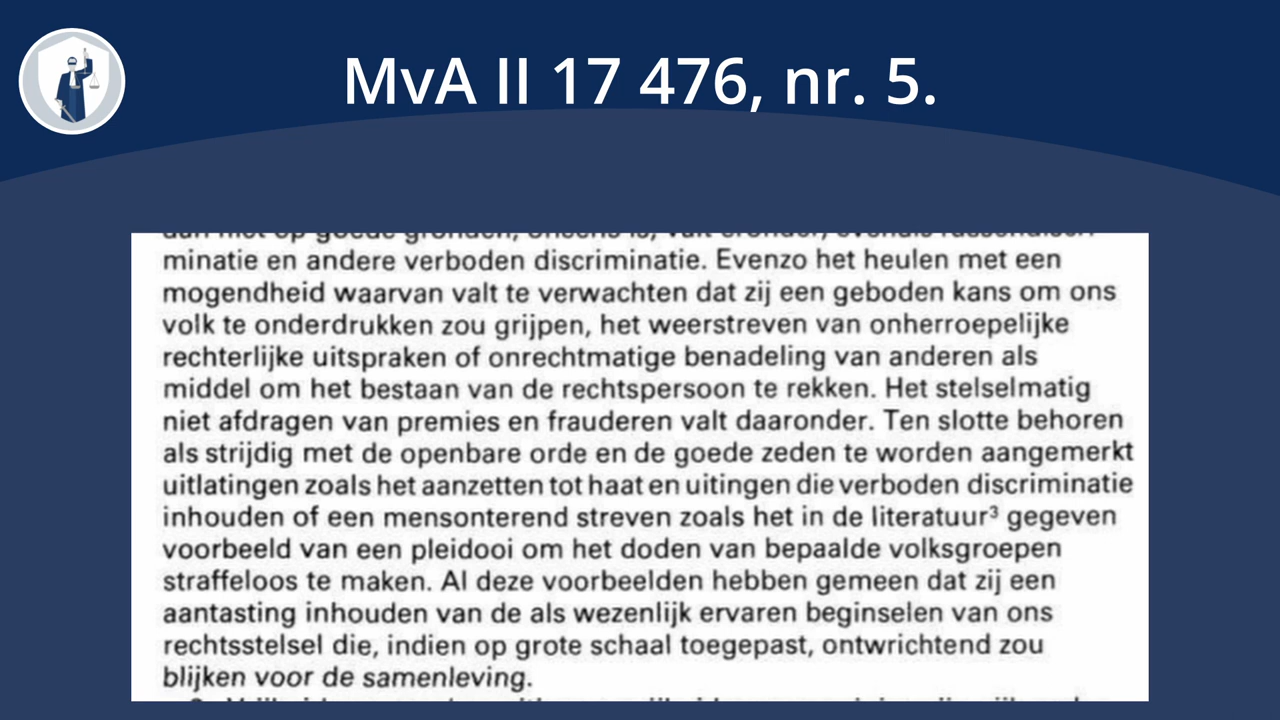 MvA II 17 476, nr. 5.
minatie en andere verboden discriminatie. Evenzo het heulen met een
mogendheid waarvan valt te verwachten dat zij een geboden kans om ons
volk te onderdrukken zou grijpen, het weerstreven van onherroepelijke
rechterlijke uitspraken of onrechtmatige benadeling van anderen als
middel om het bestaan van de rechtspersoon te rekken. Het stelselmatig
niet afdragen van premies en frauderen valt daaronder. Ten slotte behoren
als strijdig met de openbare orde en de goede zeden te worden aangemerkt
uitlatingen zoals het aanzetten tot haat en uitingen die verboden discriminatie
inhouden of een mensonterend streven zoals het in de literatuur³ gegeven
voorbeeld van een pleidooi om het doden van bepaalde volksgroepen
straffeloos te maken. Al deze voorbeelden hebben gemeen dat zij een
aantasting inhouden van de als wezenlijk ervaren beginselen van ons
rechtsstelsel die, indien op grote schaal toegepast, ontwrichtend zou
blijken voor de samenleving.